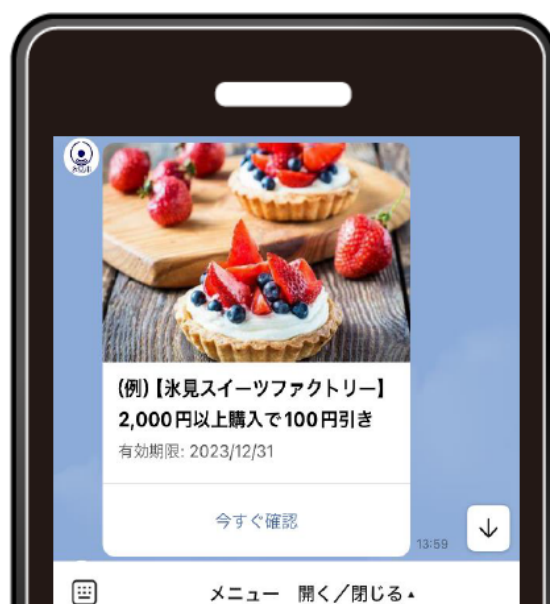 (例)【氷見スイーツファクトリー】
2,000円以上購入で100円引き
有効期限: 2023/12/31
今すぐ確認
13:59
メニュー 開く／閉じる▲